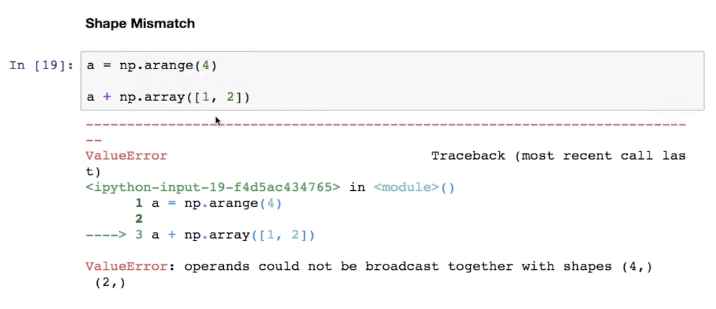 Shape Mismatch
In [19]: a = np.arange(4)
a + np.array([1, 2])
---------------------------------------------------------------------------
--
ValueError                                Traceback (most recent call las
t)
<ipython-input-19-f4d5ac434765> in <module>()
      1 a = np.arange(4)
      2
----> 3 a + np.array([1, 2])
ValueError: operands could not be broadcast together with shapes (4,)
 (2,)